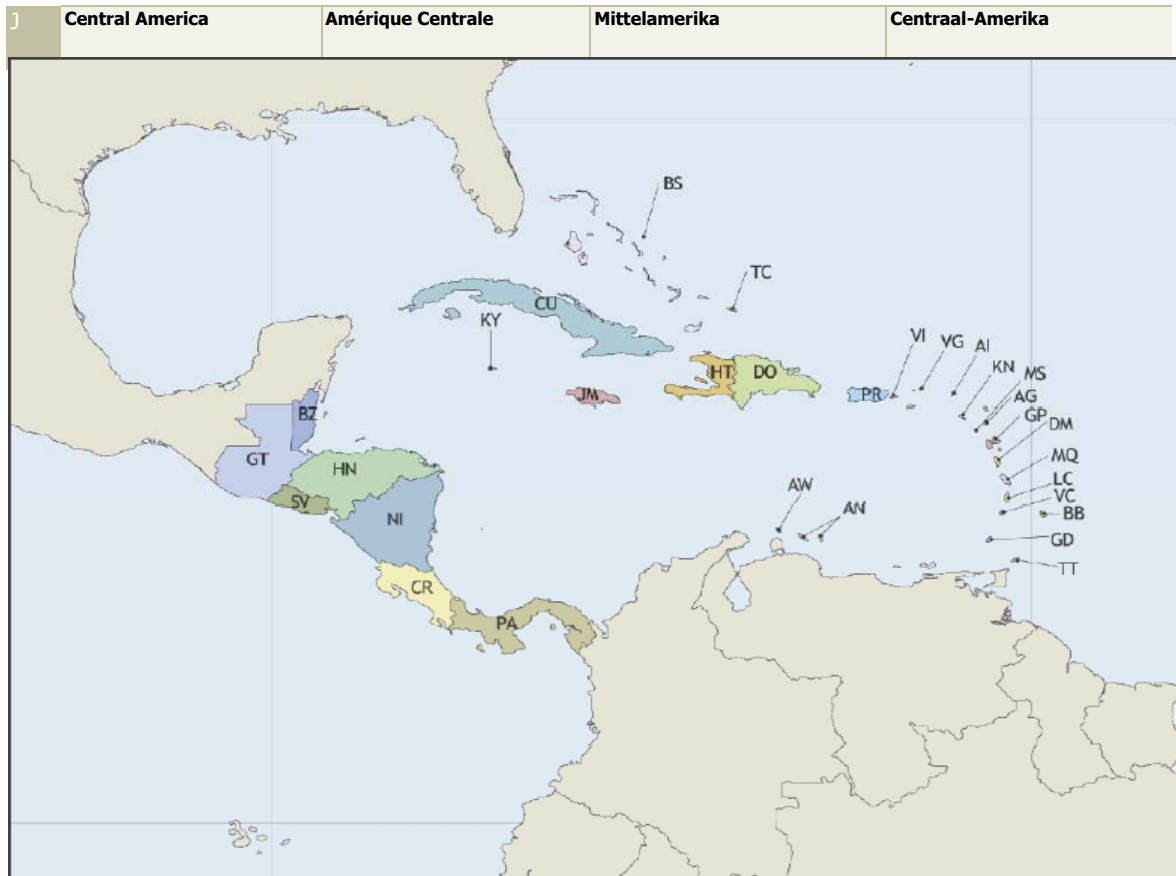 J Central America Amérique Centrale Mittelamerika Centraal-Amerika
BS
TC
CU
KY
VI
VG
AI
KN
MS
AG
GP
DM
HT
DO
JM
PR
BZ
GT
HN
MQ
LC
VC
BB
SV
NI
AW
AN
GD
TT
CR
PA